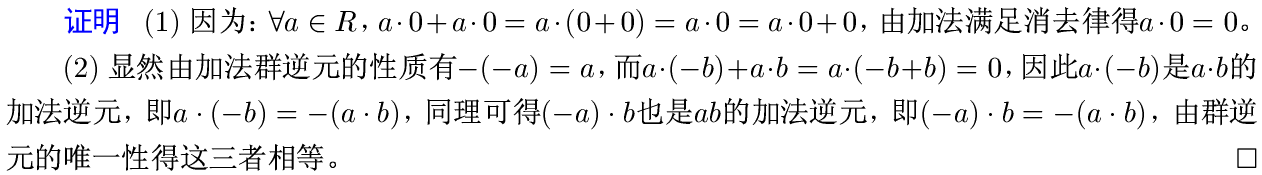 证明 (1) 因为：∀a ∈ R，a·0+a·0 = a·(0+0) = a·0 = a·0+0，由加法满足消去律得a·0 = 0。
(2) 显然由加法群逆元的性质有−(−a) = a，而a·(−b)+a·b = a·(−b+b) = 0，因此a·(−b)是a·b的
加法逆元，即a · (−b) = −(a · b)，同理可得(−a) · b也是ab的加法逆元，即(−a) · b = −(a · b)，由群逆
元的唯一性得这三者相等。 □